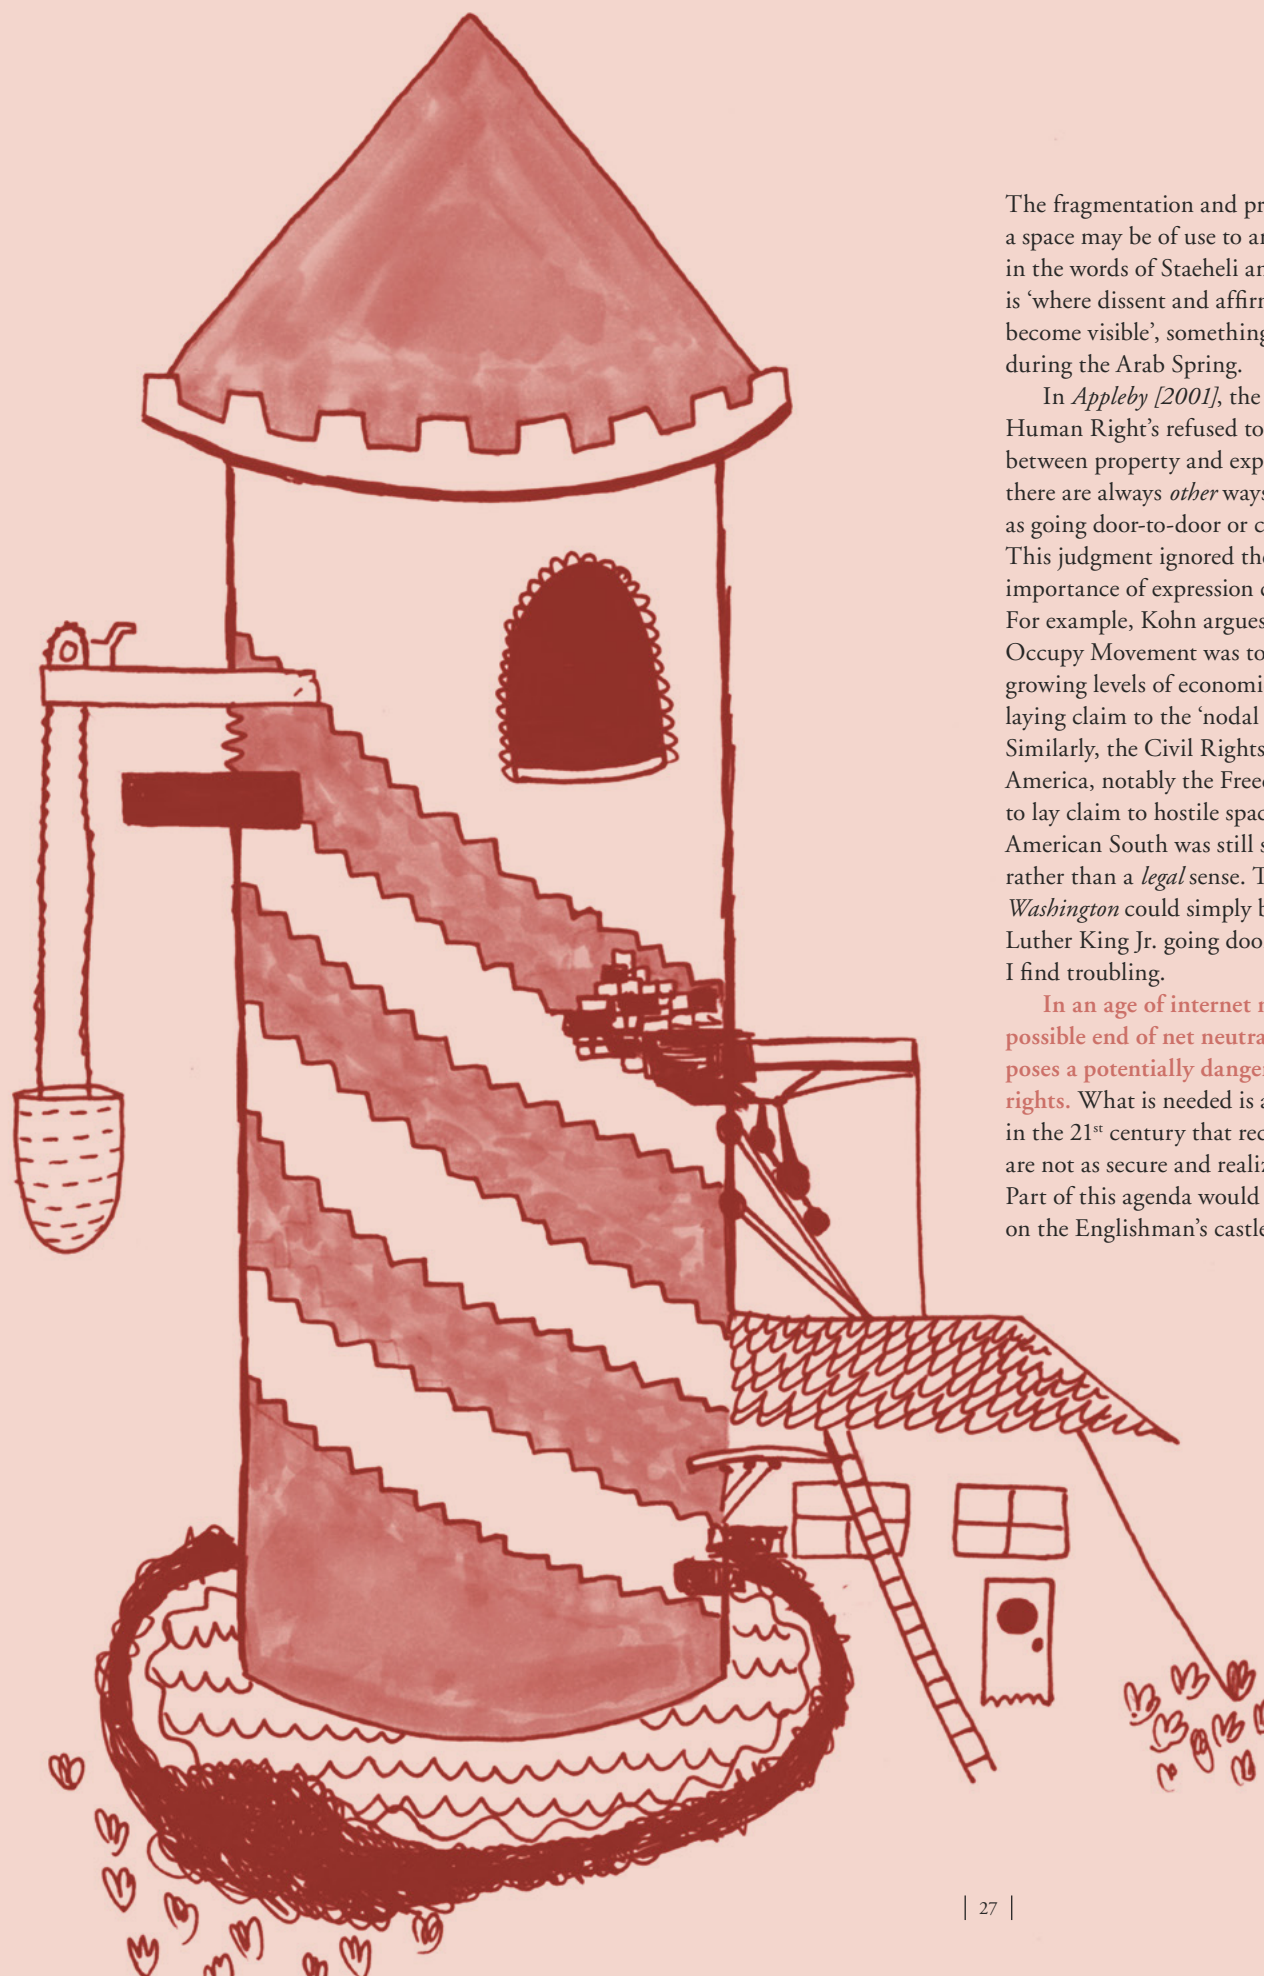 The fragmentation and pr
a space may be of use to a
in the words of Staeheli a
is ‘where dissent and affir
become visible’, something
during the Arab Spring.
In Appleby [2001], the
Human Right’s refused to
between property and exp
there are always other ways
as going door-to-door or c
This judgment ignored the
importance of expression
For example, Kohn argues
Occupy Movement was to
growing levels of economi
laying claim to the ‘nodal
Similarly, the Civil Rights
America, notably the Free
to lay claim to hostile spac
American South was still s
rather than a legal sense. T
Washington could simply b
Luther King Jr. going doo
I find troubling.
In an age of internet
possible end of net neutra
poses a potentially danger
rights. What is needed is a
in the 21st century that rec
are not as secure and realiz
Part of this agenda would
on the Englishman’s castle
| 27 |